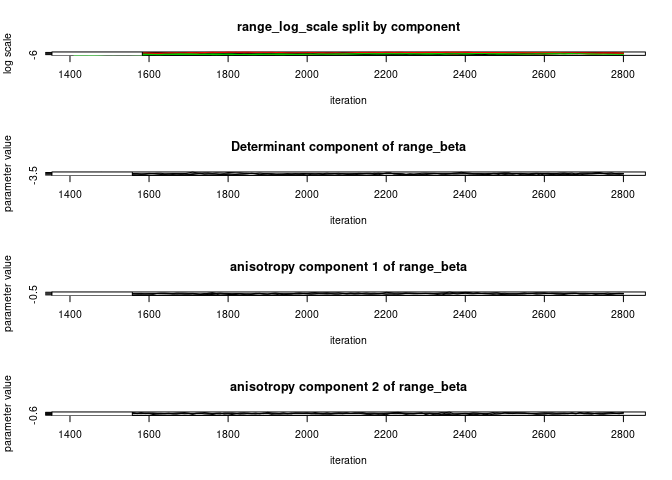 range_log_scale split by component
log scale
-6
1400 1600 1800 2000 2200 2400 2600 2800
iteration
Determinant component of range_beta
parameter value
-3.5
1400 1600 1800 2000 2200 2400 2600 2800
iteration
anisotropy component 1 of range_beta
parameter value
-0.5
1400 1600 1800 2000 2200 2400 2600 2800
iteration
anisotropy component 2 of range_beta
parameter value
-0.6
1400 1600 1800 2000 2200 2400 2600 2800
iteration